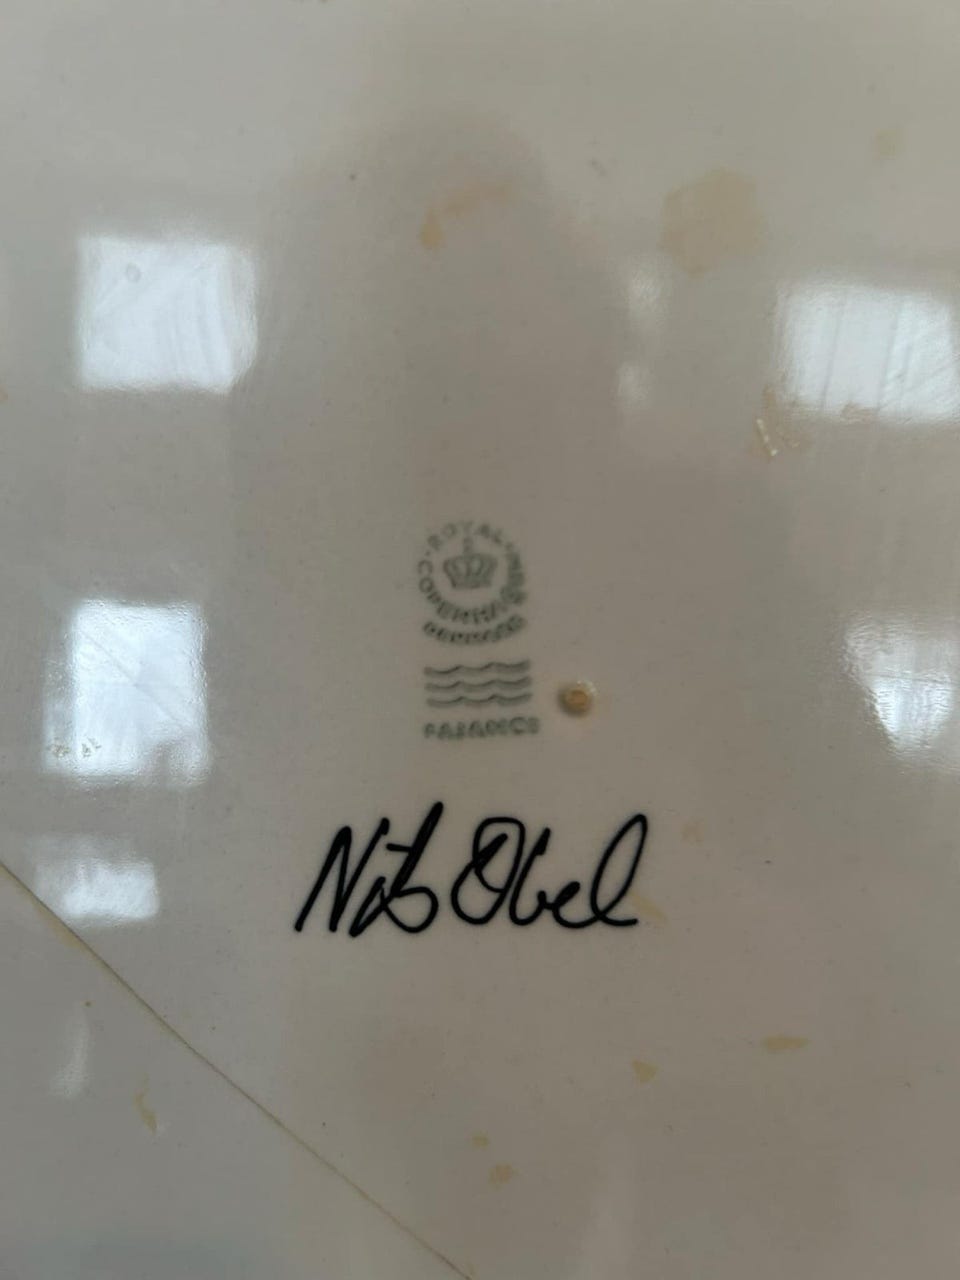 ROYAL
COPENHAGEN
DENMARK
FAJANCE
Nils Obel